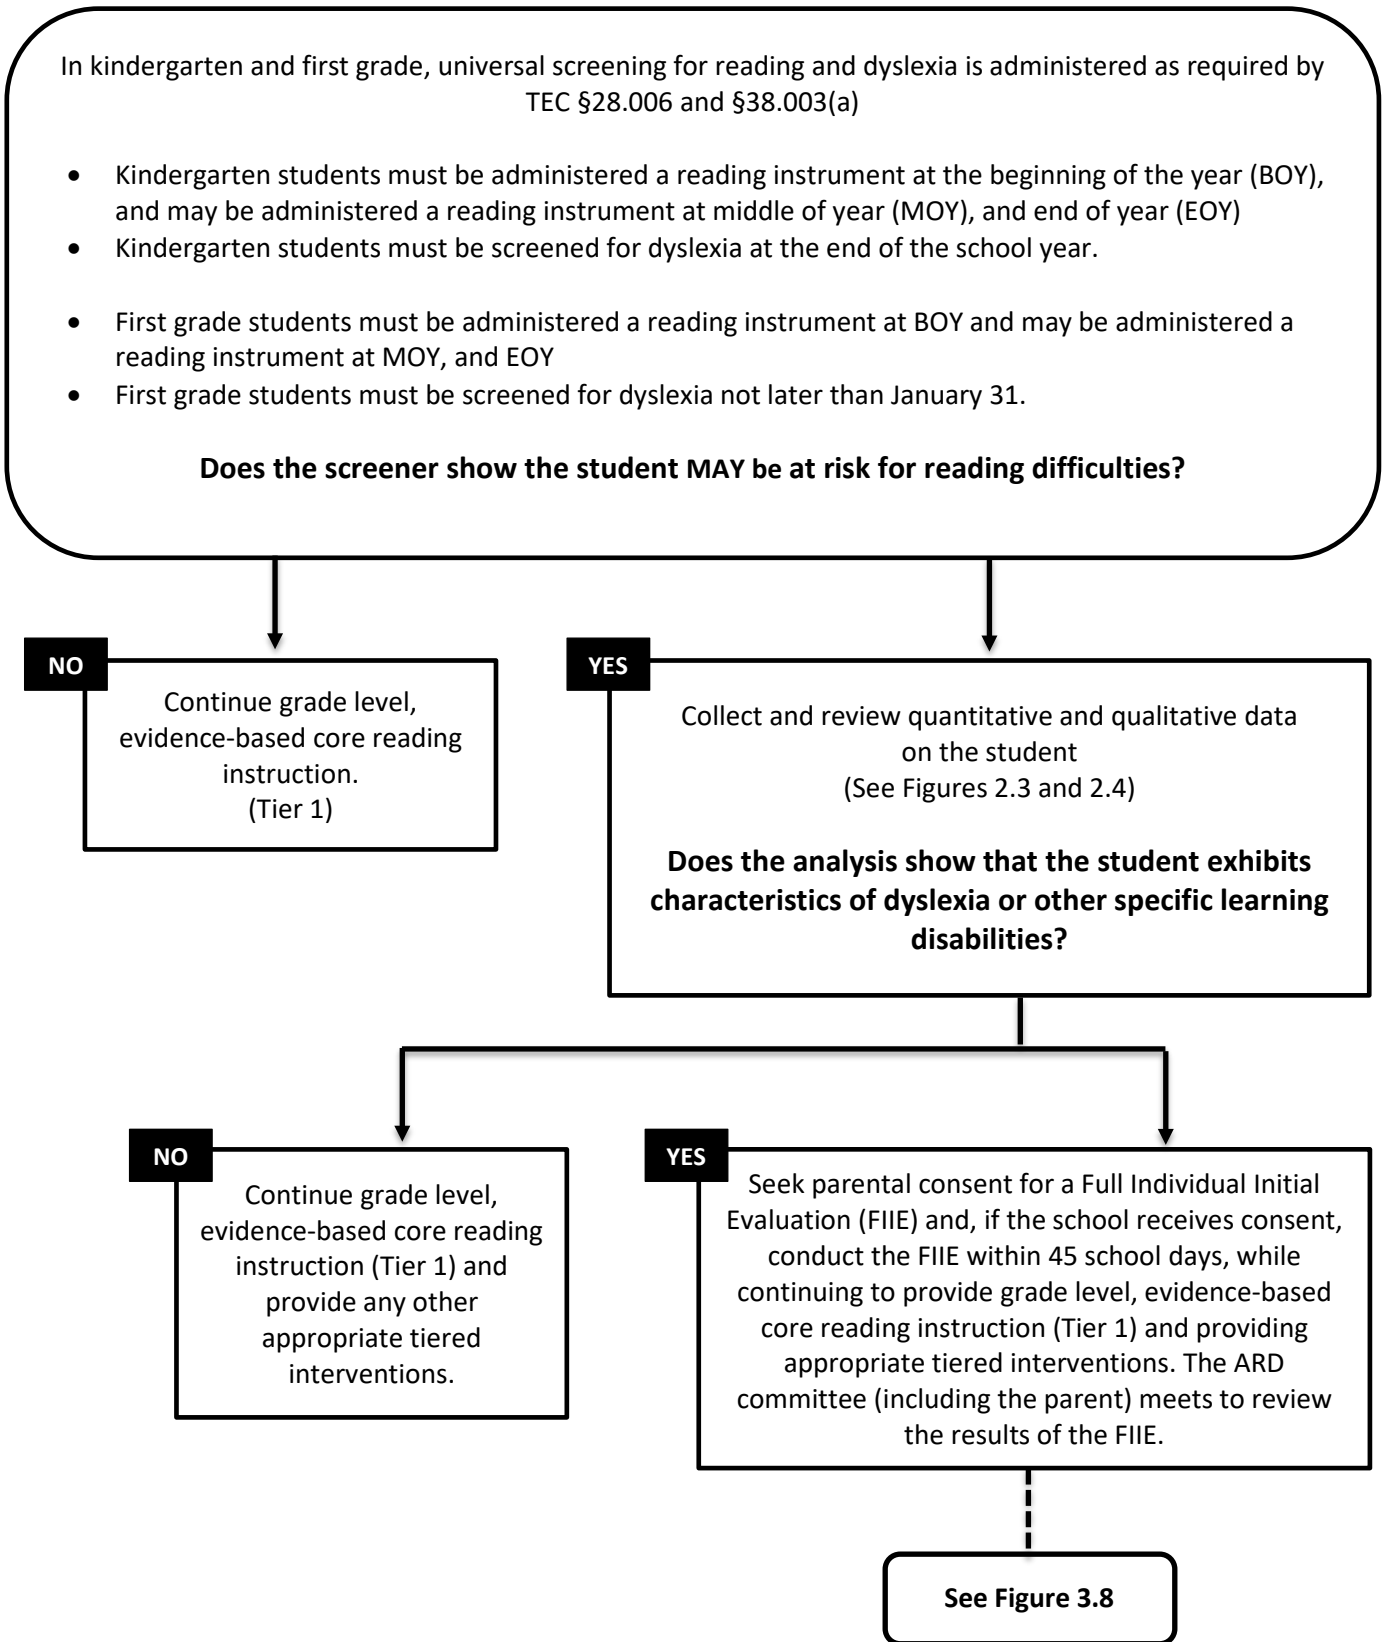 In kindergarten and first grade, universal screening for reading and dyslexia is administered as required by
TEC §28.006 and §38.003(a)
• Kindergarten students must be administered a reading instrument at the beginning of the year (BOY),
and may be administered a reading instrument at middle of year (MOY), and end of year (EOY)
• Kindergarten students must be screened for dyslexia at the end of the school year.
• First grade students must be administered a reading instrument at BOY and may be administered a
reading instrument at MOY, and EOY
• First grade students must be screened for dyslexia not later than January 31.
Does the screener show the student MAY be at risk for reading difficulties?
NO
Continue grade level,
evidence-based core reading
instruction.
(Tier 1)
YES
Collect and review quantitative and qualitative data
on the student
(See Figures 2.3 and 2.4)
Does the analysis show that the student exhibits
characteristics of dyslexia or other specific learning
disabilities?
NO
Continue grade level,
evidence-based core reading
instruction (Tier 1) and
provide any other
appropriate tiered
interventions.
YES
Seek parental consent for a Full Individual Initial
Evaluation (FIIE) and, if the school receives consent,
conduct the FIIE within 45 school days, while
continuing to provide grade level, evidence-based
core reading instruction (Tier 1) and providing
appropriate tiered interventions. The ARD
committee (including the parent) meets to review
the results of the FIIE.
See Figure 3.8